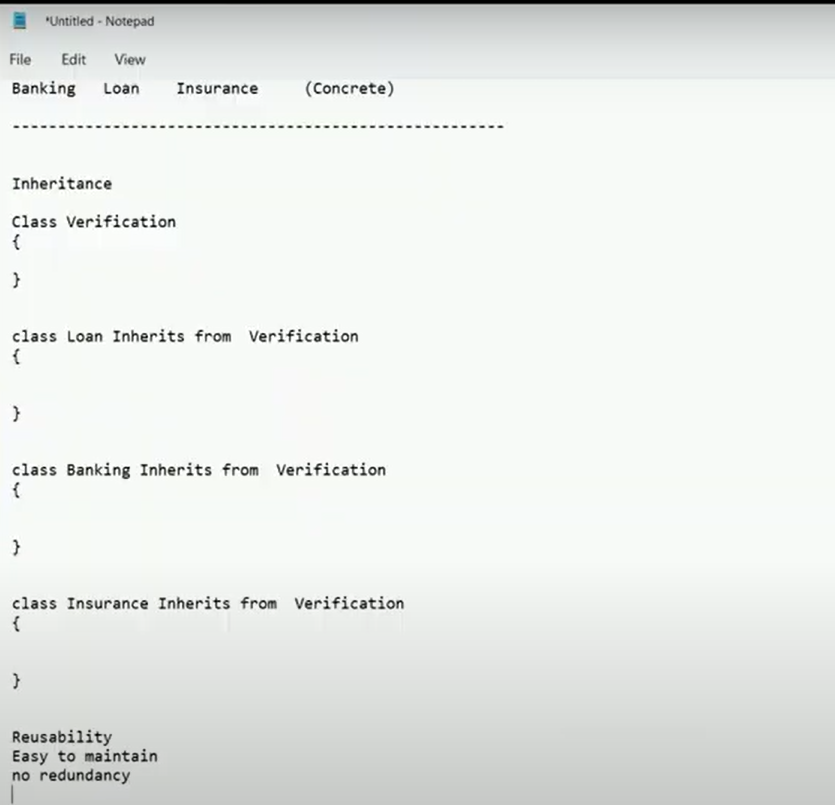 *Untitled - Notepad
File Edit View
Banking Loan Insurance (Concrete)
------------------------------------------------------
Inheritance
Class Verification
{
}
class Loan Inherits from Verification
{
}
class Banking Inherits from Verification
{
}
class Insurance Inherits from Verification
{
}
Reusability
Easy to maintain
no redundancy